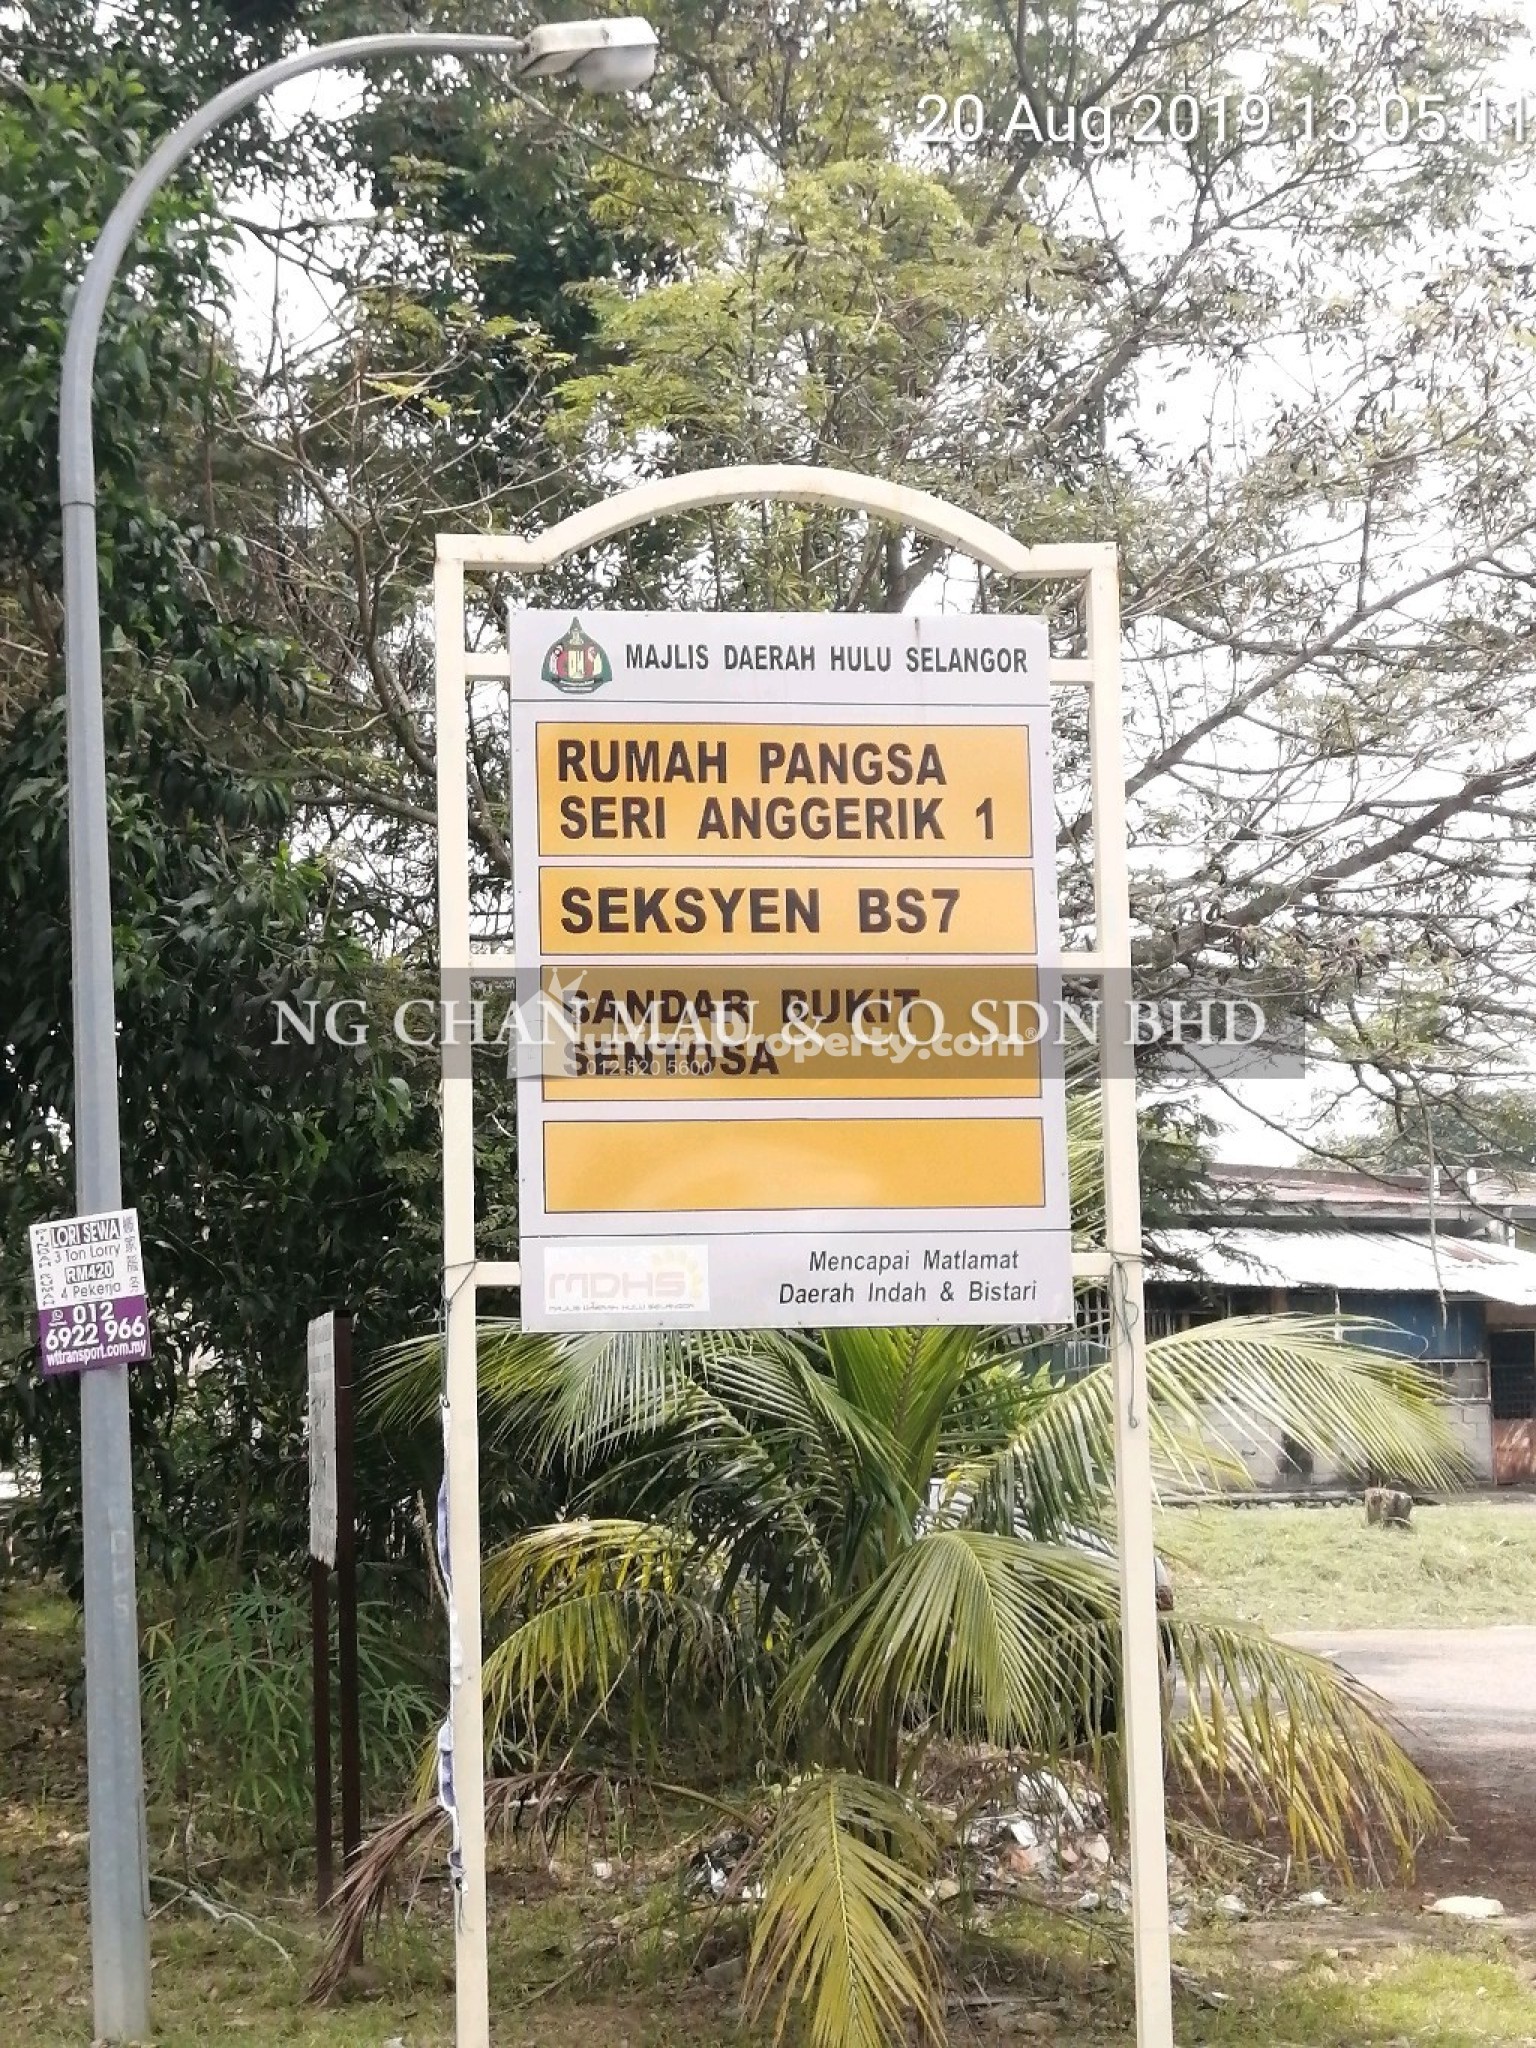 20 Aug 2019 13:05:11
MAJLIS DAERAH HULU SELANGOR
RUMAH PANGSA
SERI ANGGERIK 1
SEKSYEN BS7
BANDAR BUKIT
SENTOSA
NG CHAN MAU & CO SDN BHD
012-520 5600
MDHS
MAJLIS DAERAH HULU SELANGOR
Mencapai Matlamat
Daerah Indah & Bistari
LORI SEWA
3 Ton Lorry
RM420
4 Pekerja
012
6922 966
wttransport.com.my